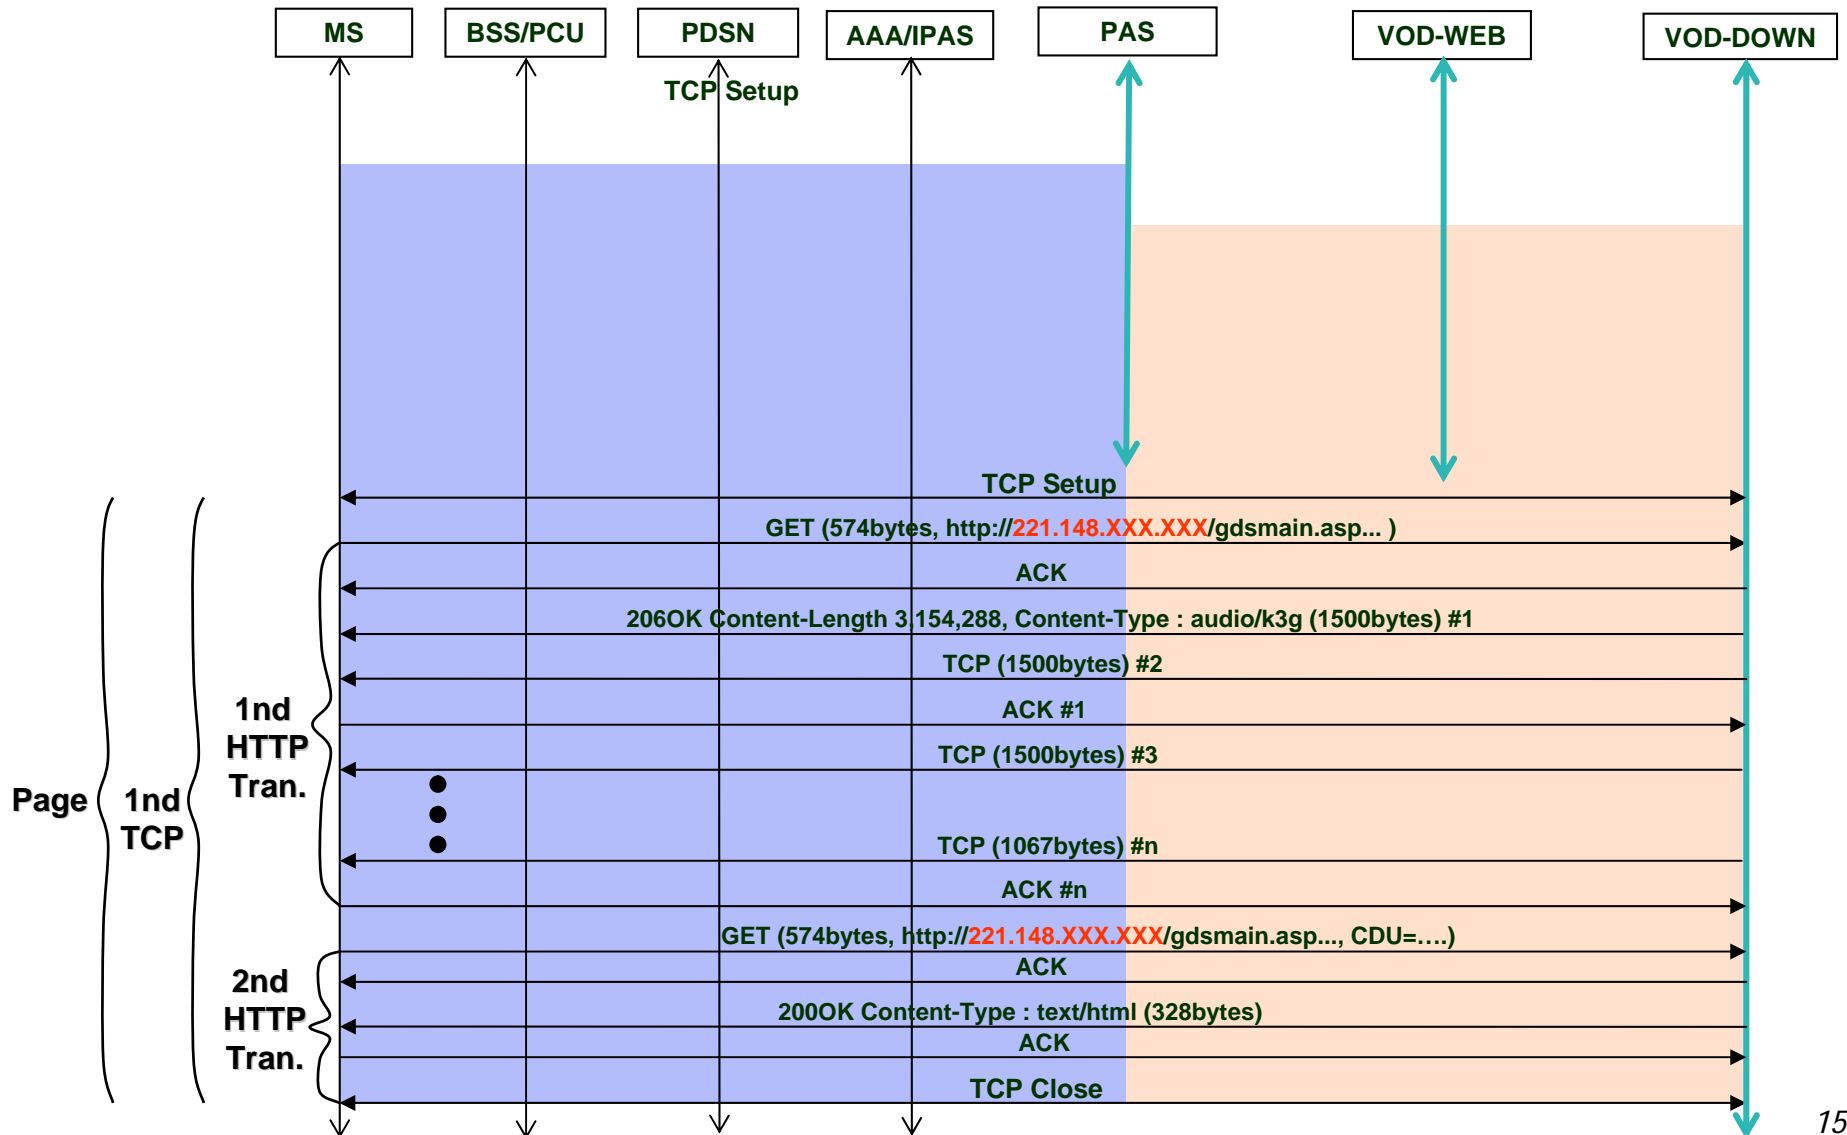 MS
BSS/PCU
PDSN
AAA/IPAS
PAS
VOD-WEB
VOD-DOWN
TCP Setup
TCP Setup
GET (574bytes, http://221.148.XXX.XXX/gdsmain.asp... )
ACK
206OK Content-Length 3,154,288, Content-Type : audio/k3g (1500bytes) #1
TCP (1500bytes) #2
ACK #1
TCP (1500bytes) #3
TCP (1067bytes) #n
ACK #n
GET (574bytes, http://221.148.XXX.XXX/gdsmain.asp..., CDU=....)
ACK
200OK Content-Type : text/html (328bytes)
ACK
TCP Close
Page
1nd
TCP
1nd
HTTP
Tran.
2nd
HTTP
Tran.
15